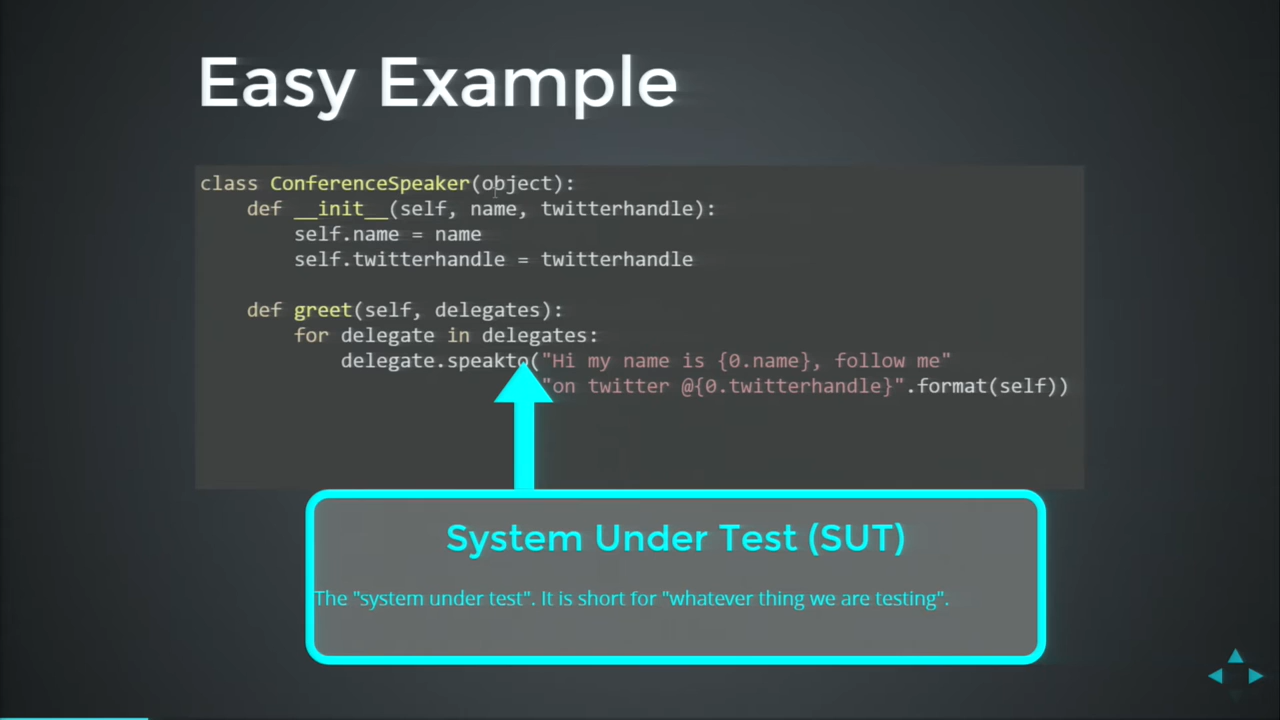 Easy Example
class ConferenceSpeaker(object):
    def __init__(self, name, twitterhandle):
        self.name = name
        self.twitterhandle = twitterhandle
    def greet(self, delegates):
        for delegate in delegates:
            delegate.speakto("Hi my name is {0.name}, follow me"
                             "on twitter @{0.twitterhandle}".format(self))
System Under Test (SUT)
The "system under test". It is short for "whatever thing we are testing".